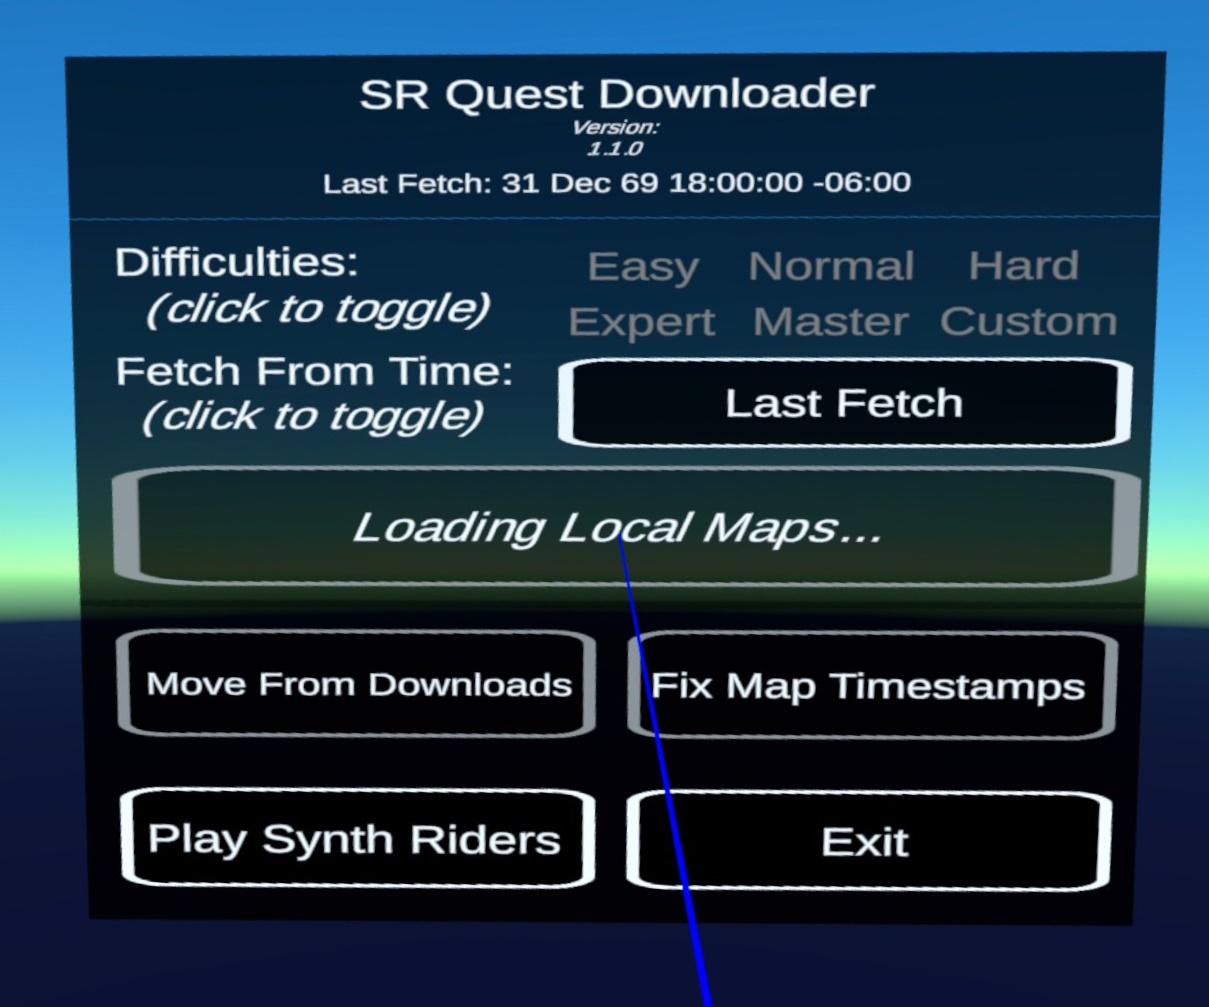 SR Quest Downloader
Version:
1.1.0
Last Fetch: 31 Dec 69 18:00:00 -06:00
Difficulties:
(click to toggle)
Easy Normal Hard
Expert Master Custom
Fetch From Time:
(click to toggle)
Last Fetch
Loading Local Maps...
Move From Downloads
Fix Map Timestamps
Play Synth Riders
Exit